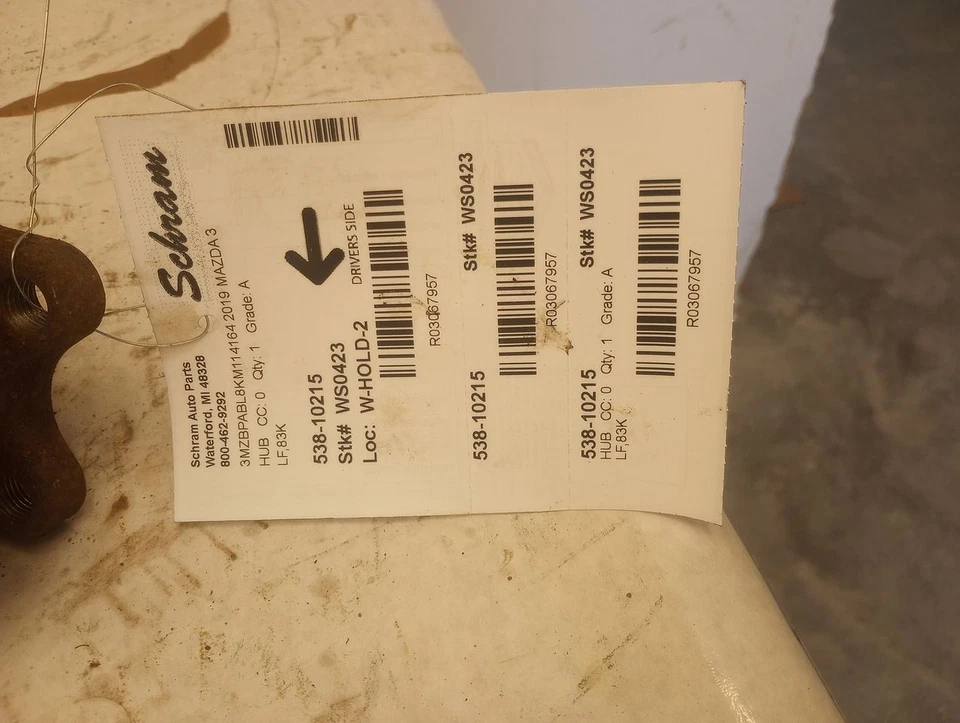 Schram
Schram Auto Parts
Waterford, MI 48328
800-462-9292
3MZBPABL8KM114164 2019 MAZDA 3
HUB CC: 0 Qty: 1 Grade: A
LF,83K
538-10215
Stk# WS0423
DRIVERS SIDE
Loc: W-HOLD-2
R03067957
538-10215 Stk# WS0423
R03067957
538-10215 Stk# WS0423
HUB CC: 0 Qty: 1 Grade: A
LF,83K
R03067957